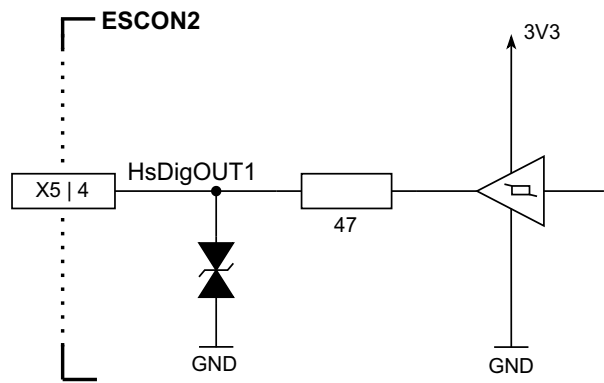 ESCON2
3V3
HsDigOUT1
X5 | 4
47
GND
GND